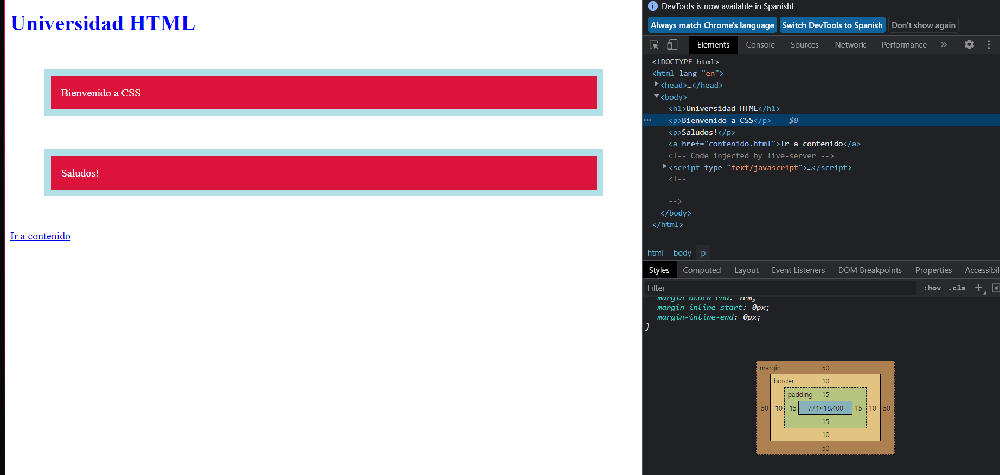 Universidad HTML
Bienvenido a CSS
Saludos!
Ir a contenido
DevTools is now available in Spanish!
Always match Chrome's language Switch DevTools to Spanish Don't show again
Elements Console Sources Network Performance »
<!DOCTYPE html>
<html lang="en">
<head>…</head>
<body>
<h1>Universidad HTML</h1>
<p>Bienvenido a CSS</p> == $0
<p>Saludos!</p>
<a href="contenido.html">Ir a contenido</a>
<!-- Code injected by live-server -->
<script type="text/javascript">…</script>
<!--
-->
</body>
</html>
html body p
Styles Computed Layout Event Listeners DOM Breakpoints Properties Accessibil
Filter :hov .cls +
margin-block-end: 1em;
margin-inline-start: 0px;
margin-inline-end: 0px;
}
margin 50
border 10
padding 15
50 10 15 774×18.400 15 10 50
15
10
50